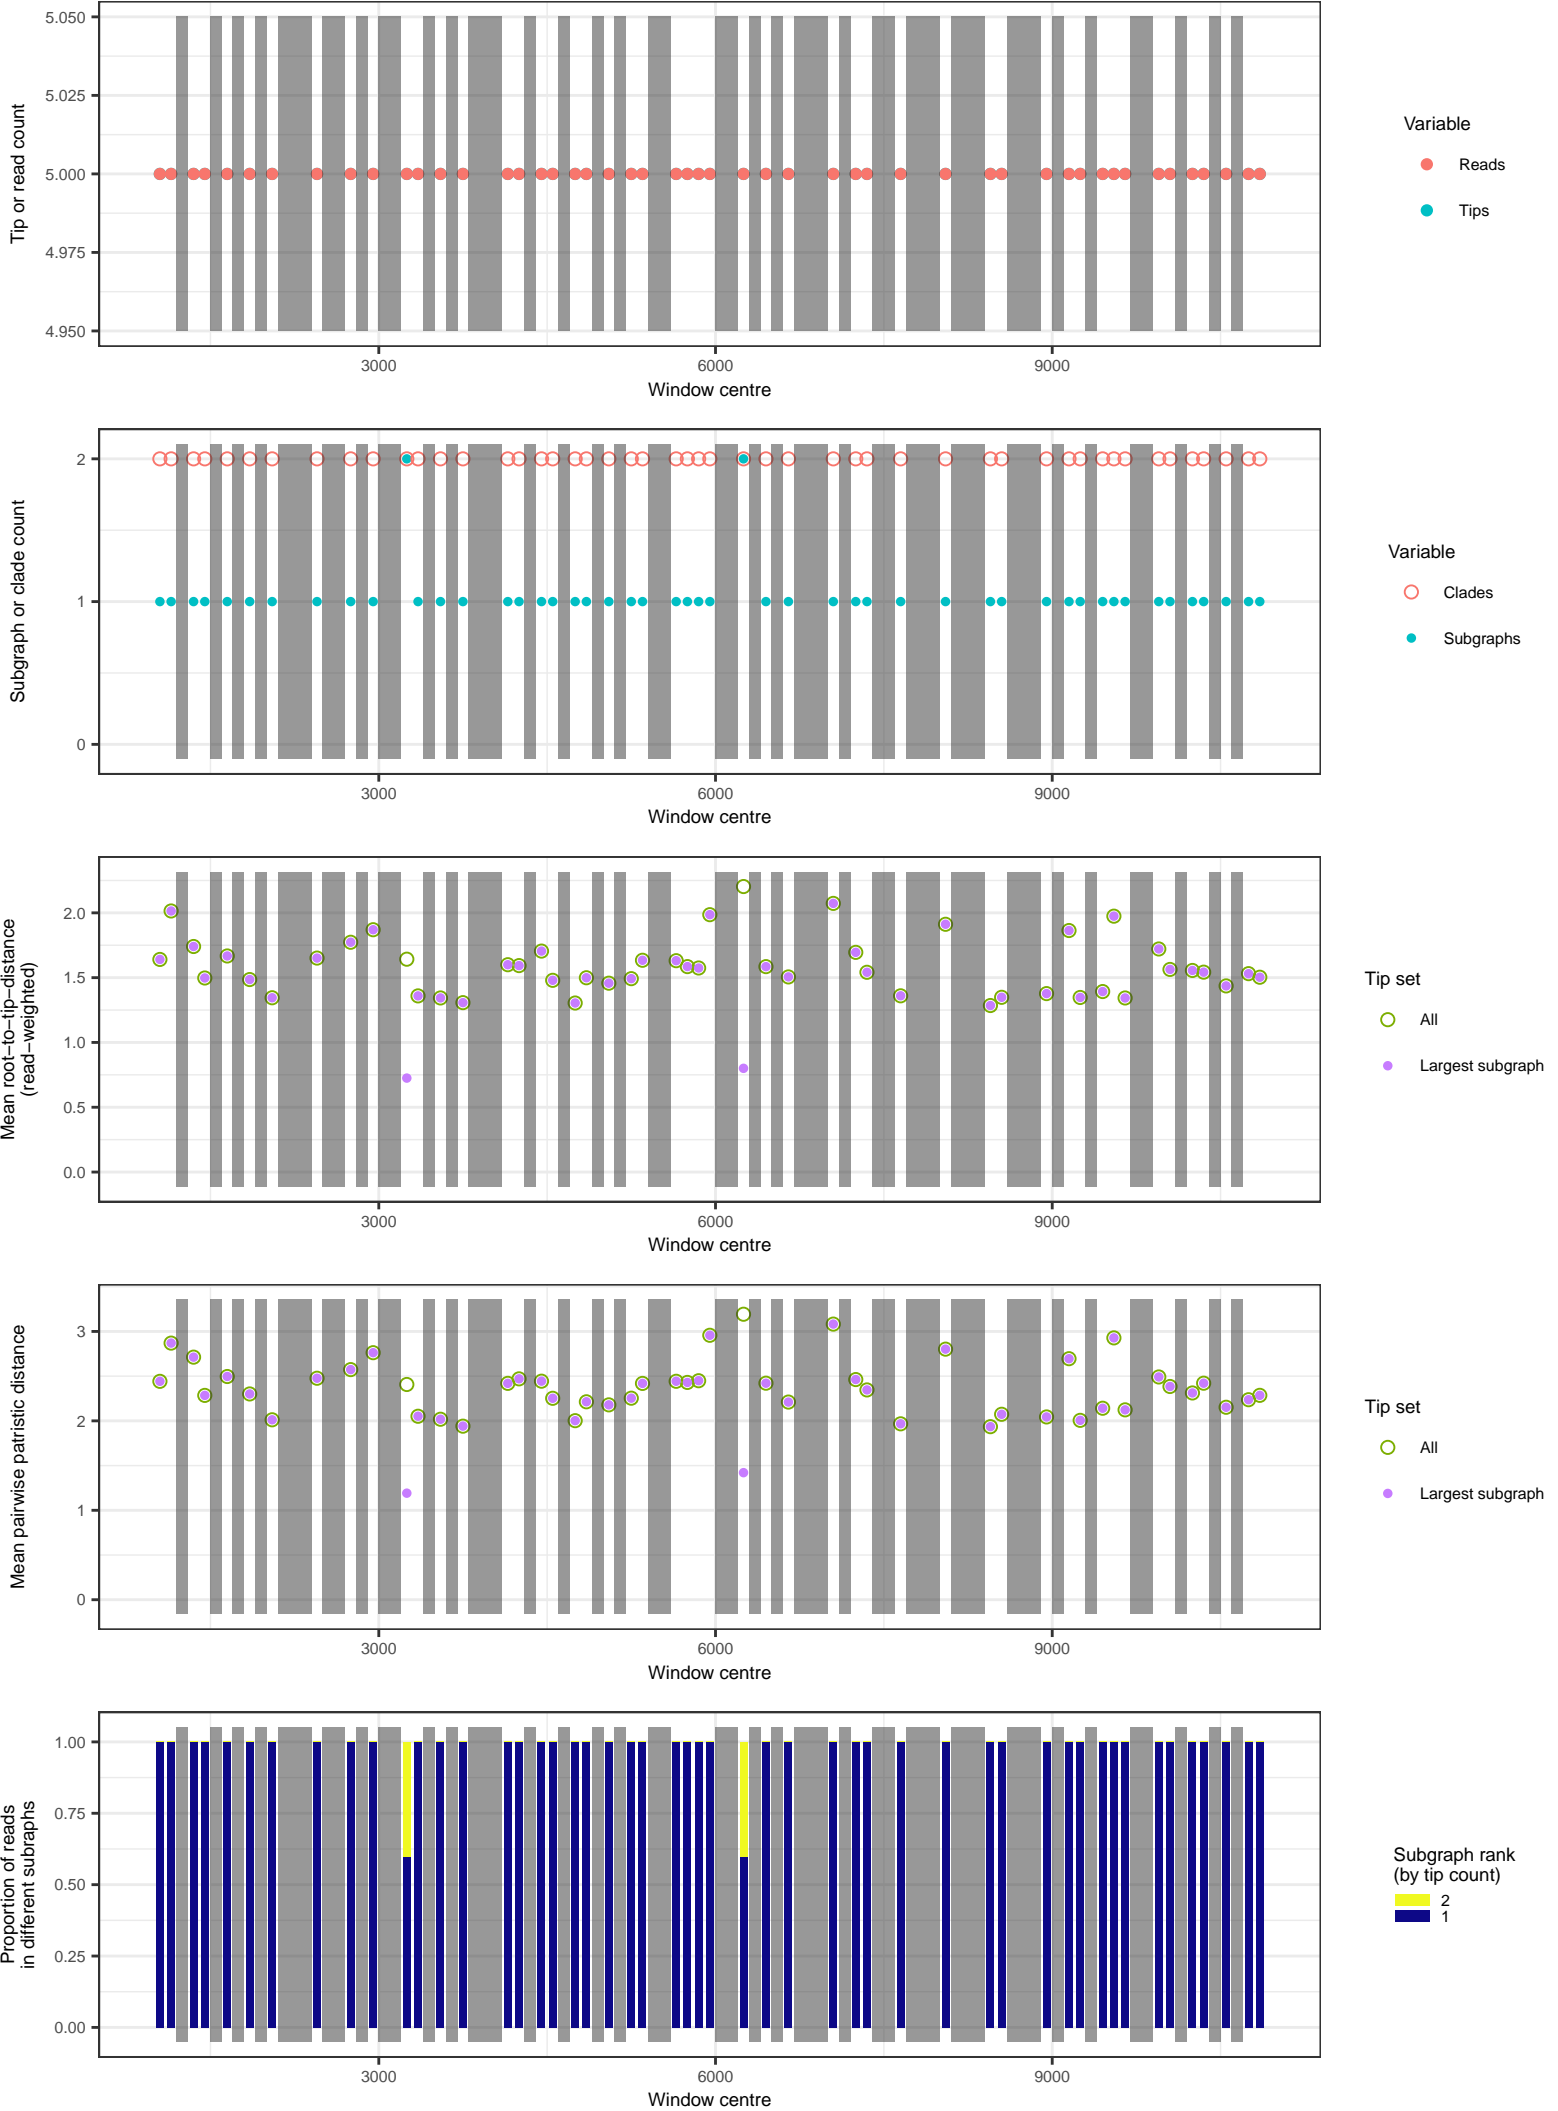 5.050
5.025
5.000
4.975
4.950
Tip or read count
3000 6000 9000
Window centre
Variable
Reads
Tips
2
1
0
Subgraph or clade count
3000 6000 9000
Window centre
Variable
Clades
Subgraphs
2.0
1.5
1.0
0.5
0.0
Mean root−to−tip−distance
(read−weighted)
3000 6000 9000
Window centre
Tip set
All
Largest subgraph
3
2
1
0
Mean pairwise patristic distance
3000 6000 9000
Window centre
Tip set
All
Largest subgraph
1.00
0.75
0.50
0.25
0.00
Proportion of reads
in different subraphs
3000 6000 9000
Window centre
Subgraph rank
(by tip count)
2
1